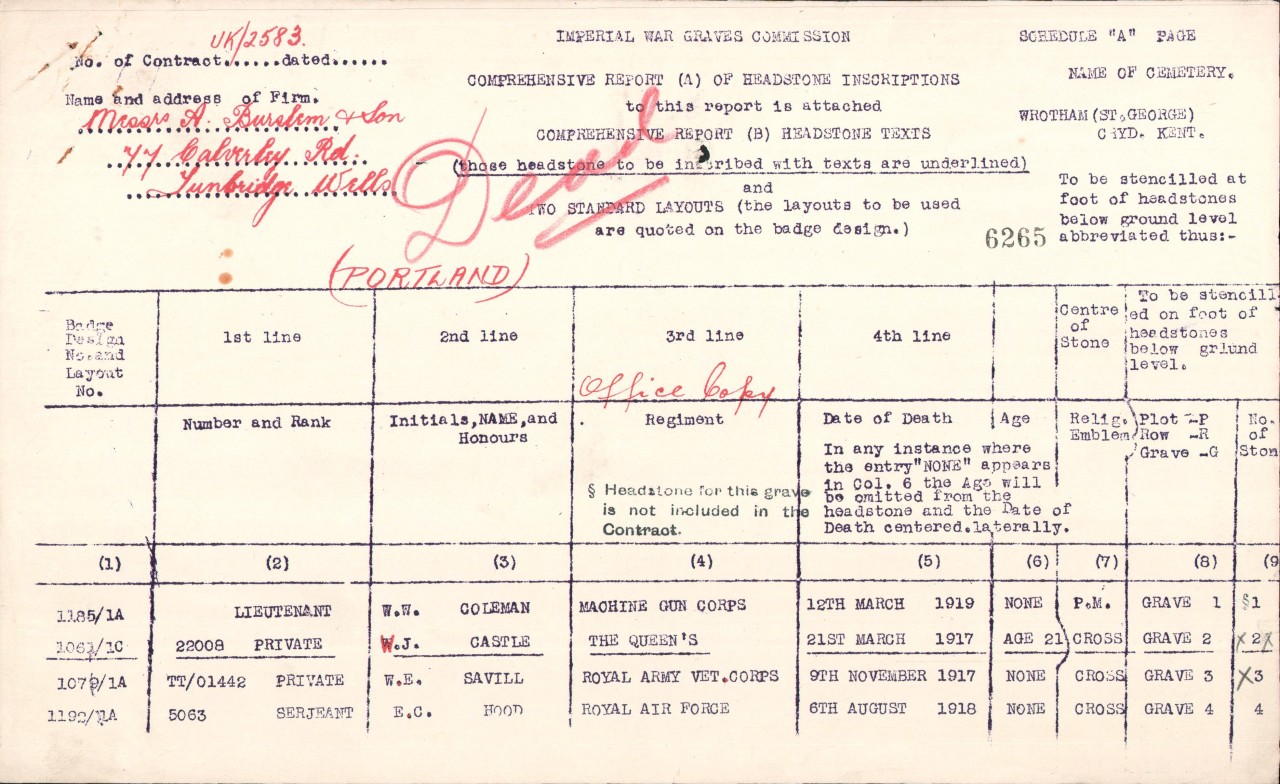 UK/2583.
No. of Contract......dated......
Name and address of Firm.
Messrs A. Burslem & Son
77 Calverley Rd.
Tunbridge Wells
IMPERIAL WAR GRAVES COMMISSION
COMPREHENSIVE REPORT (A) OF HEADSTONE INSCRIPTIONS
to this report is attached
COMPREHENSIVE REPORT (B) HEADSTONE TEXTS
(those headstone to be inscribed with texts are underlined)
and
TWO STANDARD LAYOUTS (the layouts to be used
are quoted on the badge design.)
Dead
(PORTLAND)
SCHEDULE "A" PAGE
NAME OF CEMETERY.
WROTHAM (ST.GEORGE)
CHYD. KENT.
To be stencilled at
foot of headstones
below ground level
abbreviated thus:-
6265
Badge
Design
No.and
Layout
No.
1st line
2nd line
3rd line
4th line
Centre
of
Stone
To be stencill
ed on foot of
headstones
below grlund
level.
Office Copy
Number and Rank
Initials,NAME,and
Honours
Regiment
§ Headstone for this grave
is not included in the
Contract.
Date of Death
In any instance where
the entry"NONE" appears
in Col. 6 the Age will
be omitted from the
headstone and the Date of
Death centered.laterally.
Age
Relig.
Emblem
Plot -P
Row -R
Grave -G
No.
of
Ston
(1) (2) (3) (4) (5) (6) (7) (8) (9
1185/1A LIEUTENANT W.W. COLEMAN MACHINE GUN CORPS 12TH MARCH 1919 NONE P.M. GRAVE 1 §1
1061/1C 22008 PRIVATE W.J. CASTLE THE QUEEN'S 21ST MARCH 1917 AGE 21 CROSS GRAVE 2 x 2x
/1A TT/01442 PRIVATE W.E. SAVILL ROYAL ARMY VET.CORPS 9TH NOVEMBER 1917 NONE CROSS GRAVE 3 x3
1192/1A 5063 SERJEANT E.C. HOOD ROYAL AIR FORCE 6TH AUGUST 1918 NONE CROSS GRAVE 4 4